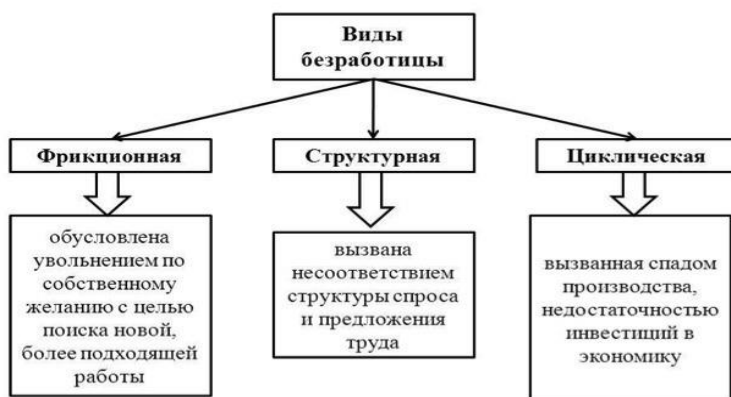 Виды
безработицы
Фрикционная
Структурная
Циклическая
обусловлена
увольнением по
собственному
желанию с целью
поиска новой,
более подходящей
работы
вызвана
несоответствием
структуры спроса
и предложения
труда
вызванная спадом
производства,
недостаточностью
инвестиций в
экономику